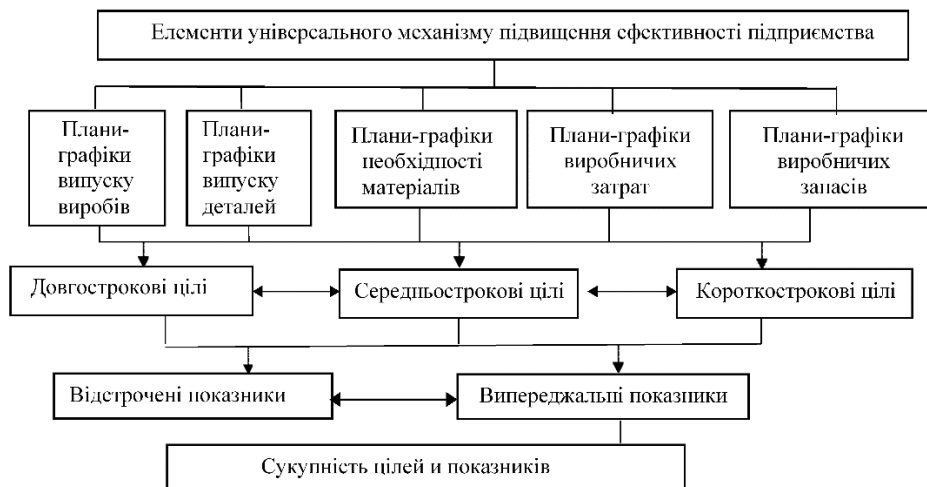 Елементи універсального механізму підвищення ефективності підприємства
Плани-
графіки
випуску
виробів
Плани-
графіки
випуску
деталей
Плани-графіки
необхідності
матеріалів
Плани-графіки
виробничих
затрат
Плани-графіки
виробничих
запасів
Довгострокові цілі
Середньострокові цілі
Короткострокові цілі
Відстрочені показники
Випереджальні показники
Сукупність цілей и показників